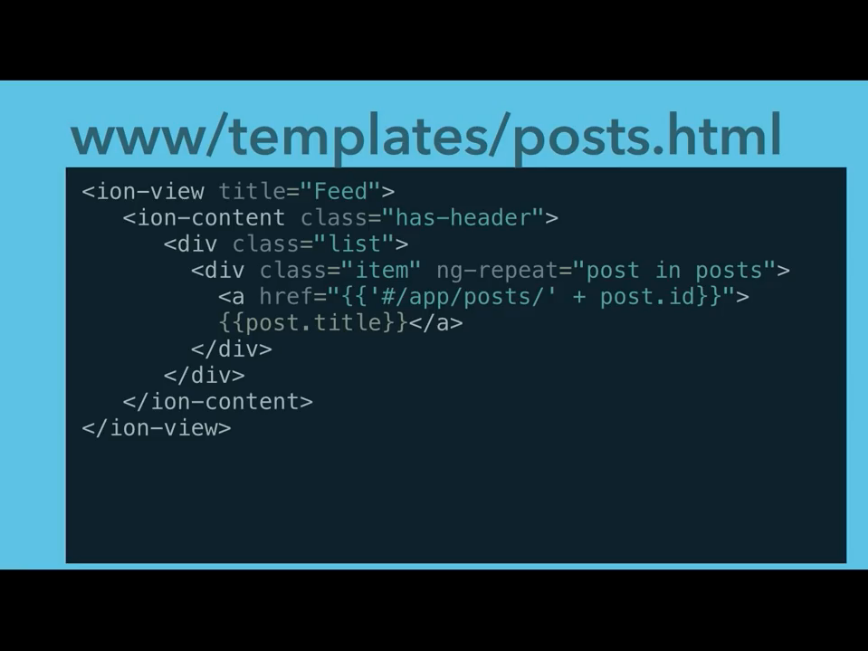 www/templates/posts.html
<ion-view title="Feed">
<ion-content class="has-header">
<div class="list">
<div class="item" ng-repeat="post in posts">
<a href="{{'#/app/posts/' + post.id}}">
{{post.title}}</a>
</div>
</div>
</ion-content>
</ion-view>